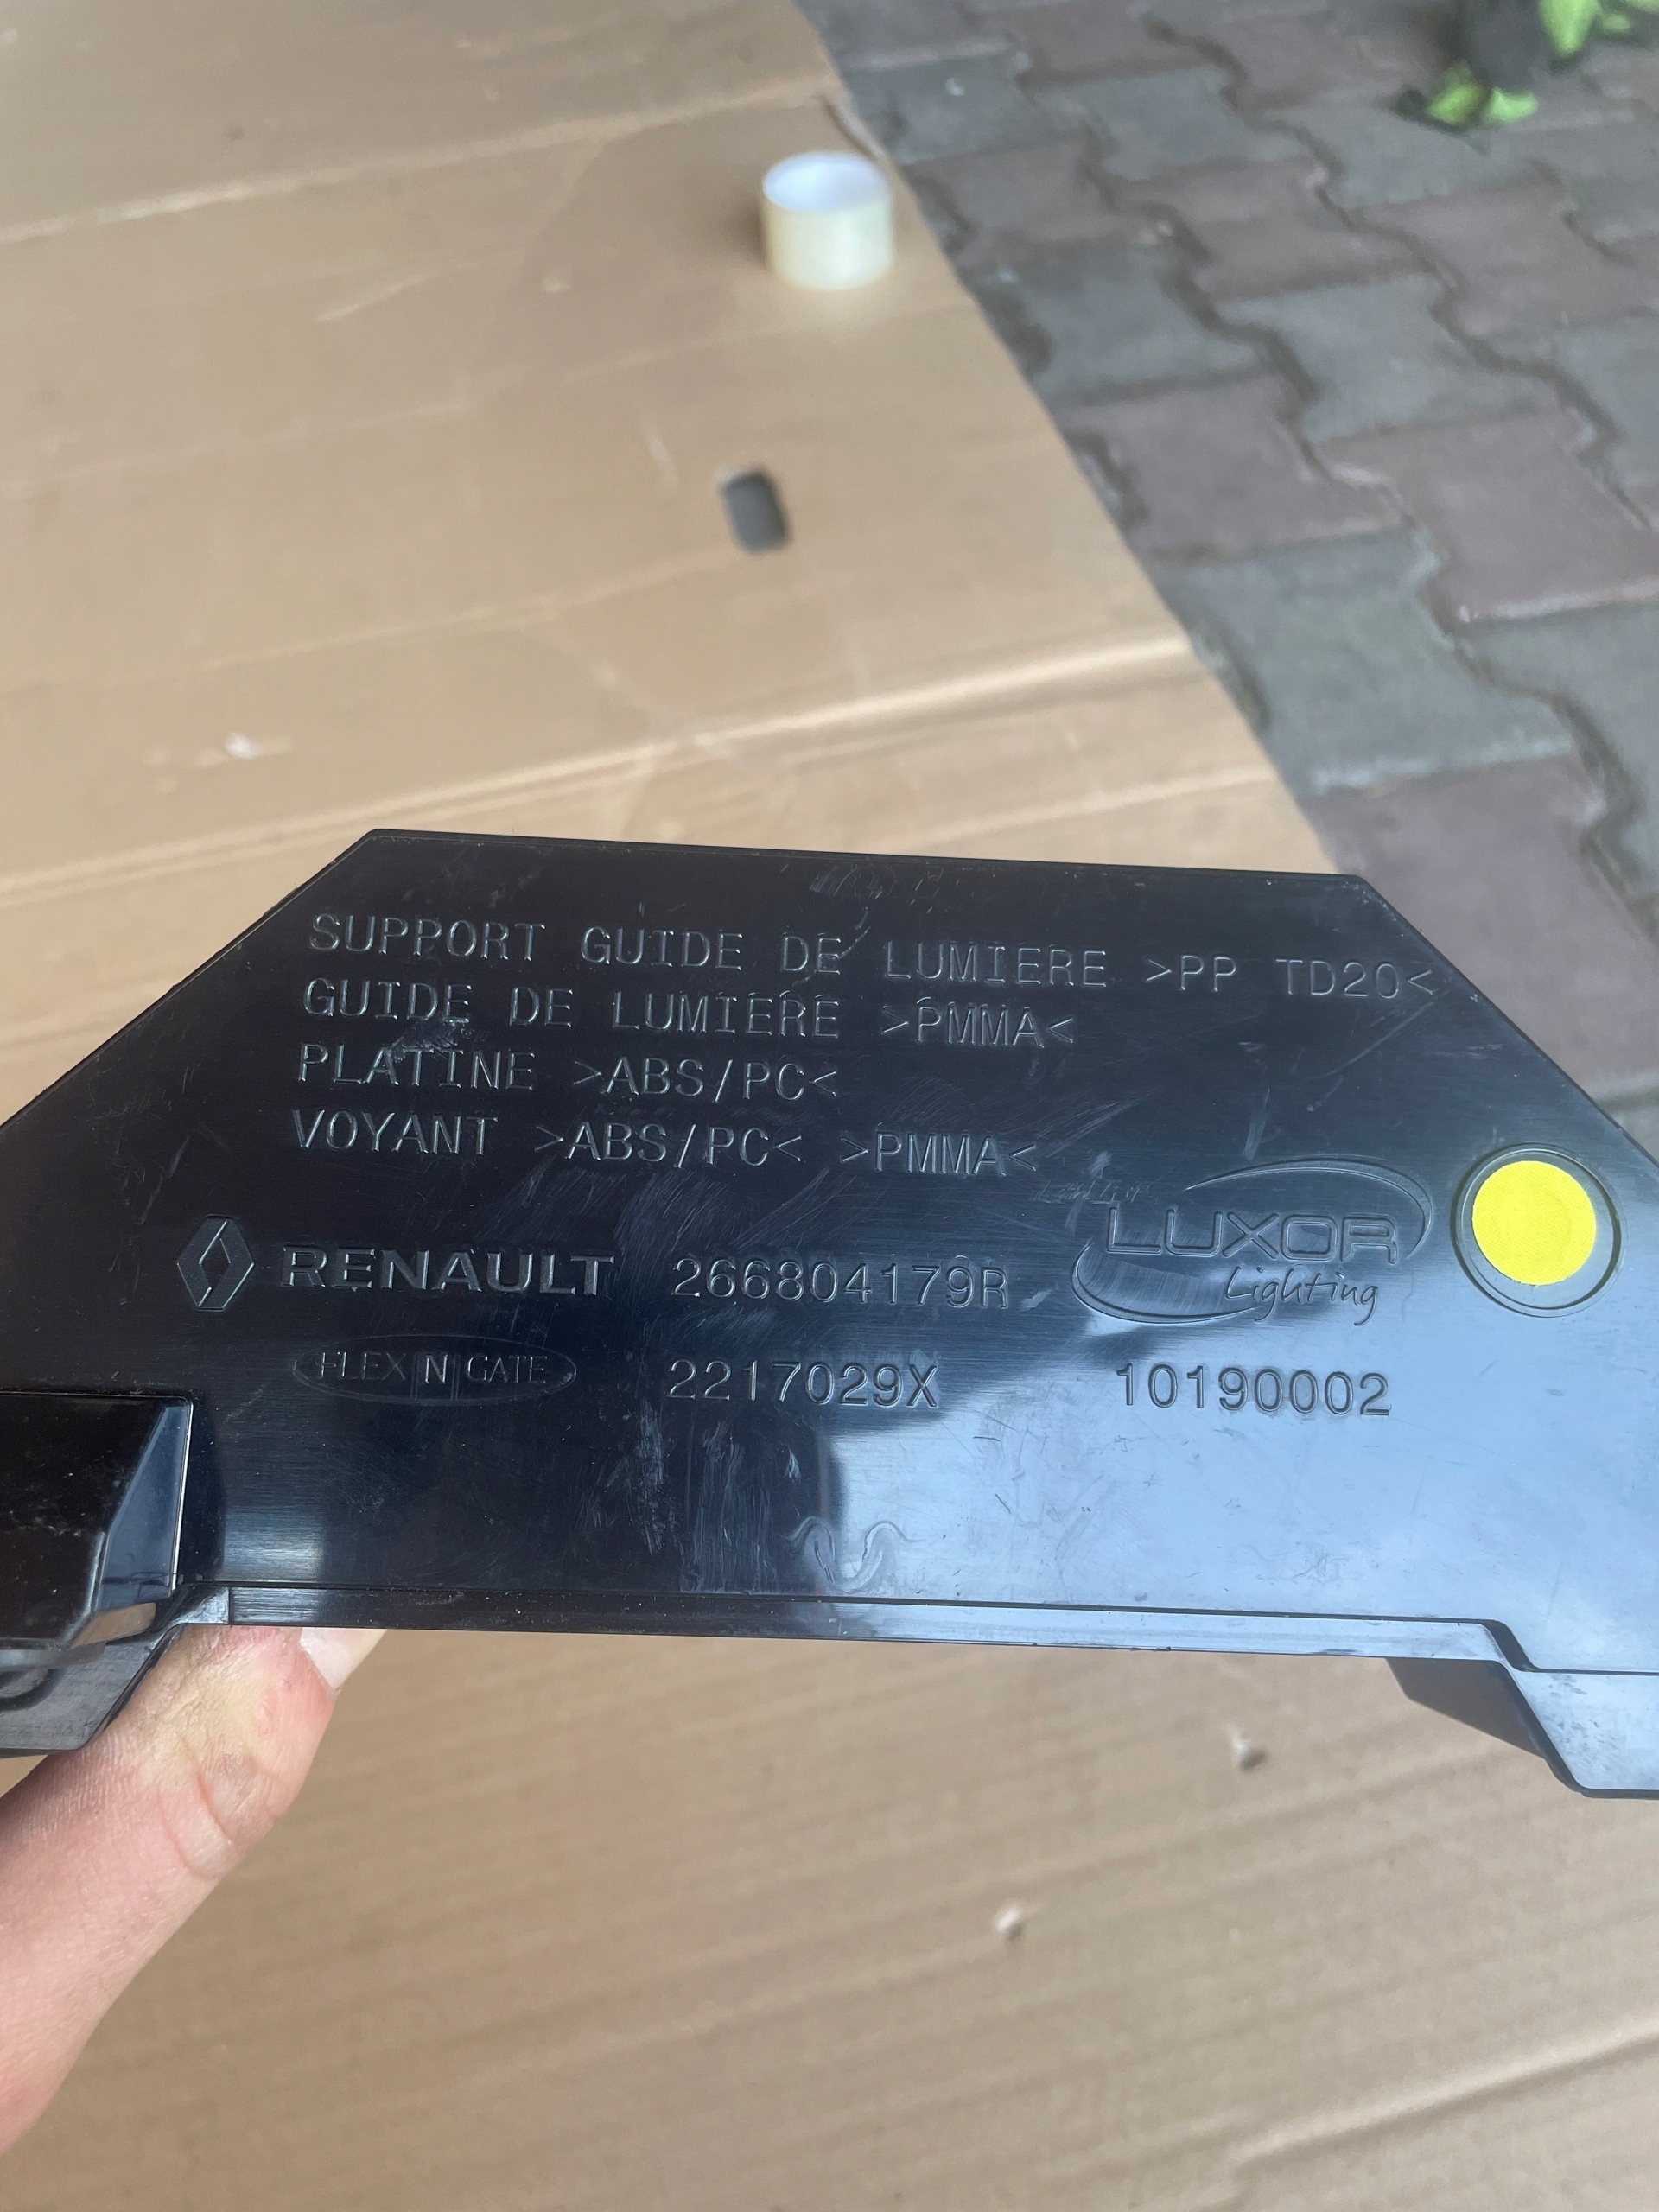 SUPPORT GUIDE DE LUMIERE >PP TD20<
GUIDE DE LUMIERE >PMMA<
PLATINE >ABS/PC<
VOYANT >ABS/PC< >PMMA<
RENAULT 266804179R LUXOR Lighting
FLEX N GATE 2217029X 10190002